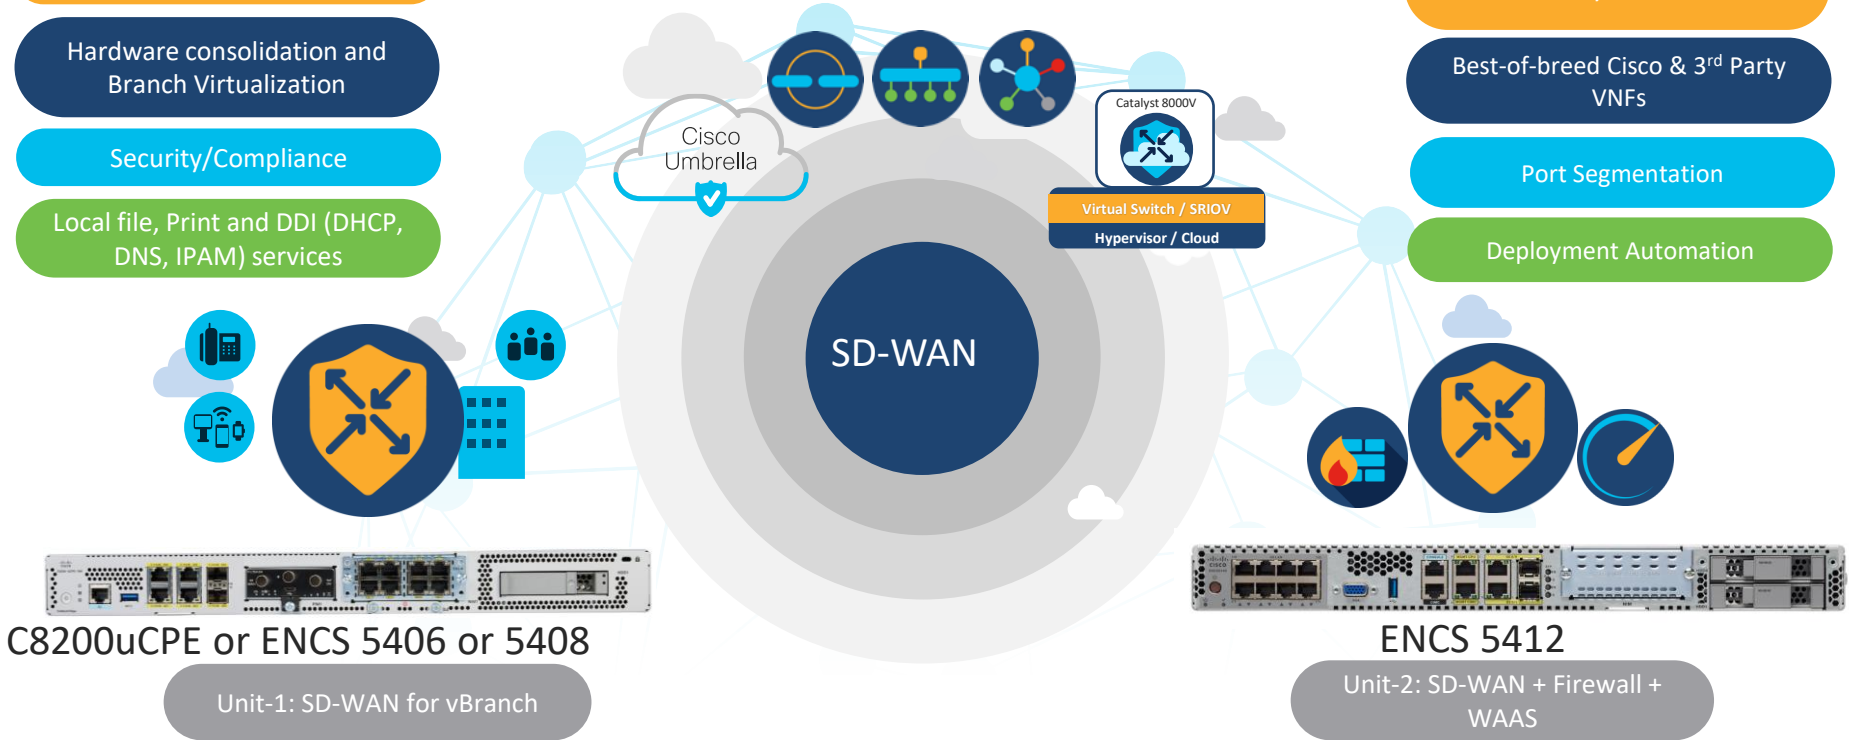 Hardware consolidation and
Branch Virtualization
Security/Compliance
Local file, Print and DDI (DHCP,
DNS, IPAM) services
Cisco
Umbrella
Catalyst 8000V
Virtual Switch / SRIOV
Hypervisor / Cloud
SD-WAN
Best-of-breed Cisco & 3rd Party
VNFs
Port Segmentation
Deployment Automation
C8200uCPE or ENCS 5406 or 5408
Unit-1: SD-WAN for vBranch
ENCS 5412
Unit-2: SD-WAN + Firewall +
WAAS